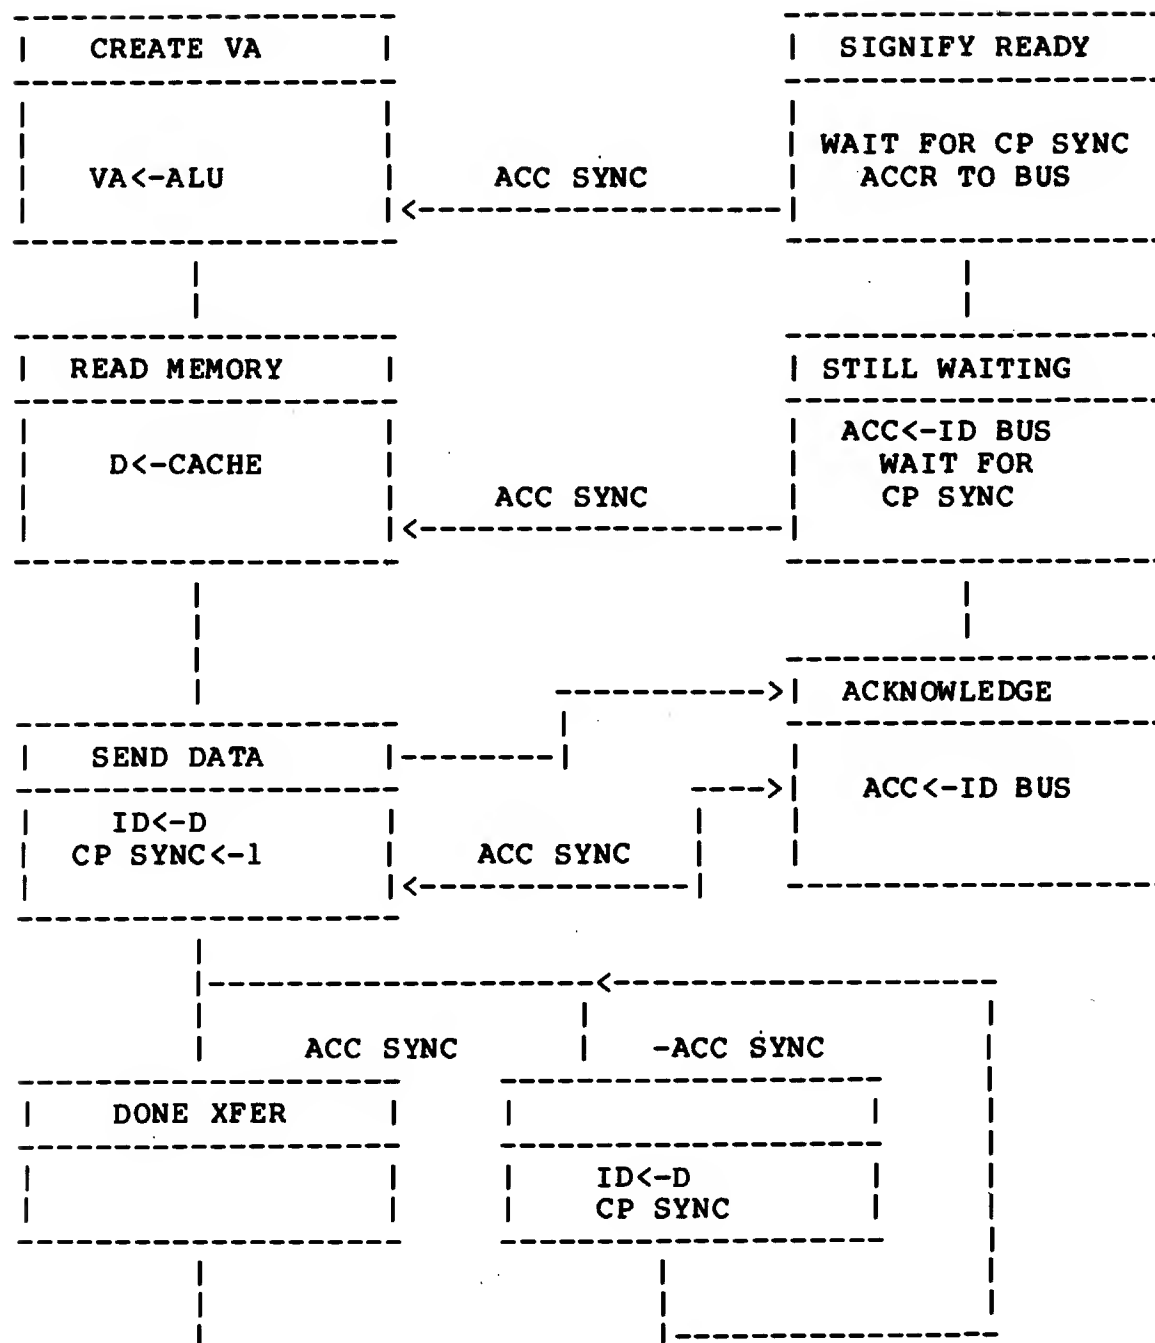 CREATE VA
SIGNIFY READY
VA<-ALU
ACC SYNC
WAIT FOR CP SYNC
ACCR TO BUS
READ MEMORY
STILL WAITING
D<-CACHE
ACC SYNC
ACC<-ID BUS
WAIT FOR
CP SYNC
ACKNOWLEDGE
SEND DATA
ACC<-ID BUS
ID<-D
CP SYNC<-1
ACC SYNC
ACC SYNC
-ACC SYNC
DONE XFER
ID<-D
CP SYNC